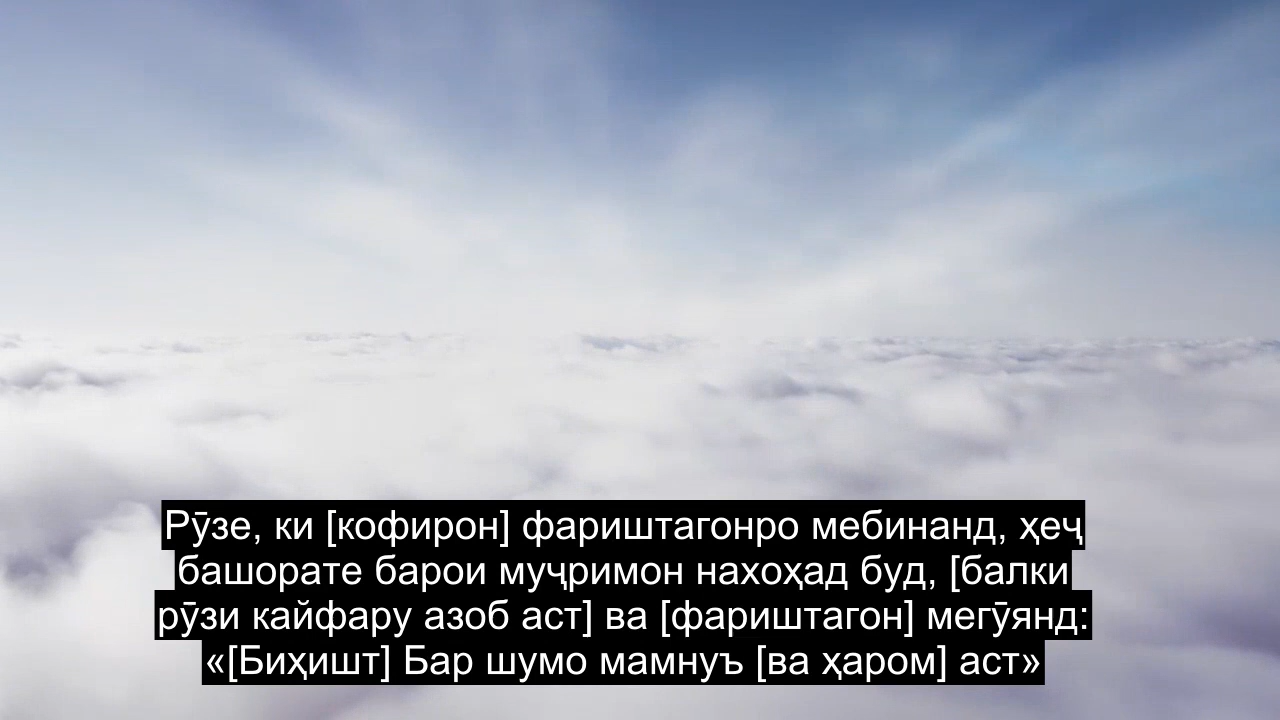 Рӯзе, ки [кофирон] фариштагонро мебинанд, ҳеҷ
башорате барои муҷримон нахоҳад буд, [балки
рӯзи кайфару азоб аст] ва [фариштагон] мегӯянд:
«[Биҳишт] Бар шумо мамнуъ [ва ҳаром] аст»